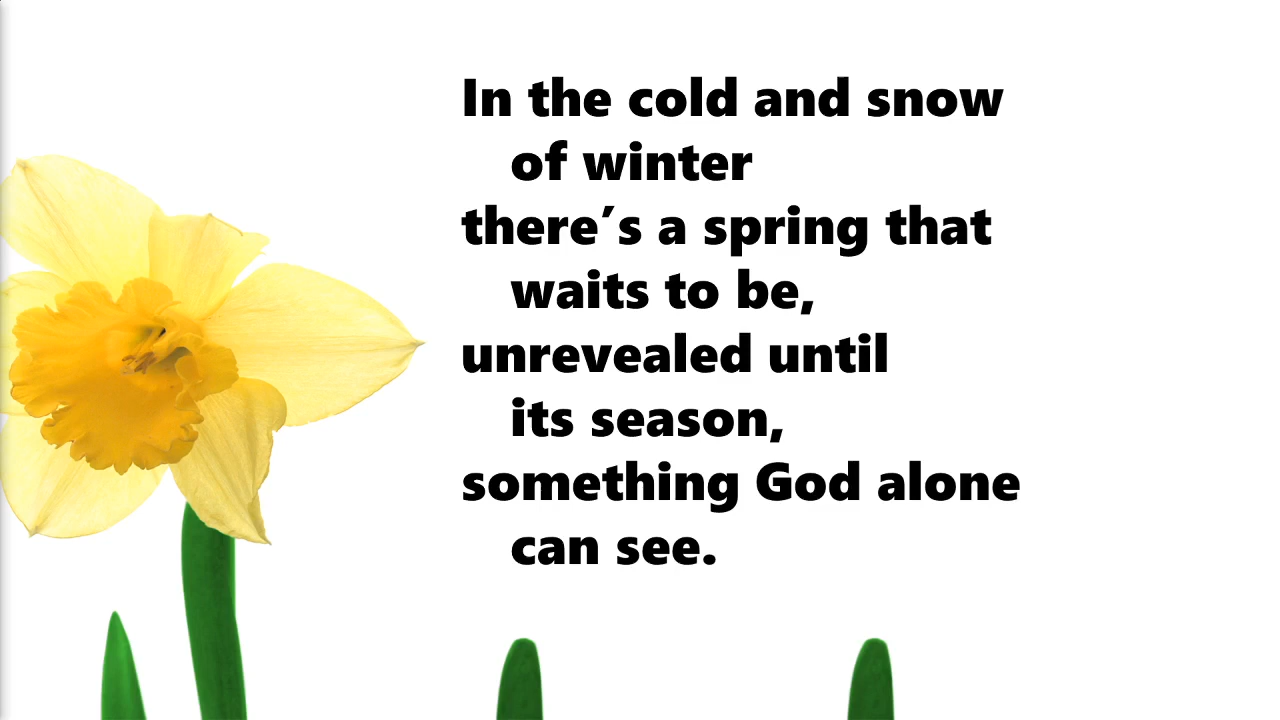 In the cold and snow
of winter
there’s a spring that
waits to be,
unrevealed until
its season,
something God alone
can see.